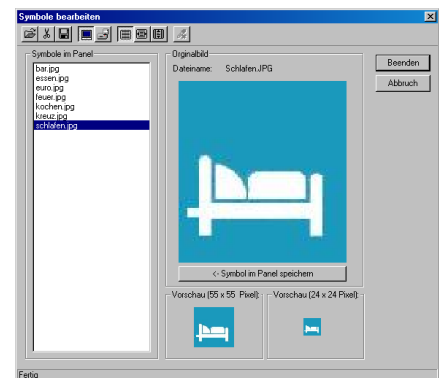 Symbole bearbeiten
Symbole im Panel
bar.jpg
essen.jpg
euro.jpg
feuer.jpg
kochen.jpg
kreuz.jpg
schlafen.jpg
Orginalbild
Dateiname: Schlafen.JPG
<- Symbol im Panel speichern
Vorschau (55 x 55 Pixel):
Vorschau (24 x 24 Pixel):
Beenden
Abbruch
Fertig